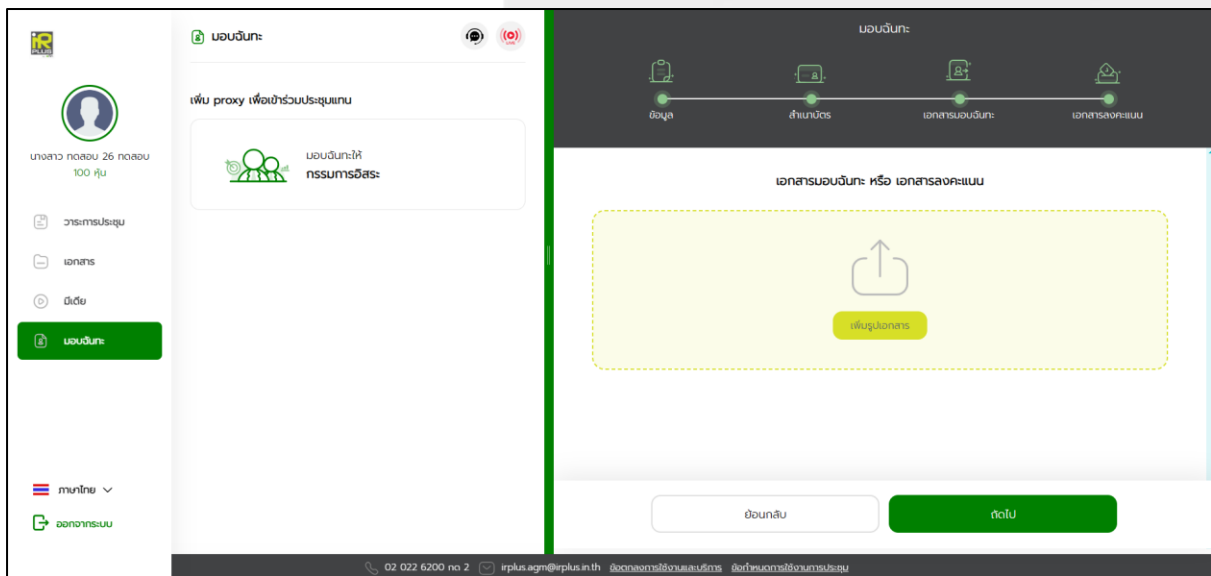 iR
PLUS
นางสาว ทดสอบ 26 ทดสอบ
100 หุ้น
วาระการประชุม
เอกสาร
มีเดีย
มอบฉันทะ
ภาษาไทย
ออกจากระบบ
มอบฉันทะ
LIVE
เพิ่ม proxy เพื่อเข้าร่วมประชุมแทน
มอบฉันทะให้
กรรมการอิสระ
มอบฉันทะ
ข้อมูล
สำเนาบัตร
เอกสารมอบฉันทะ
เอกสารลงคะแนน
เอกสารมอบฉันทะ หรือ เอกสารลงคะแนน
เพิ่มรูปเอกสาร
ย้อนกลับ
ถัดไป
02 022 6200 กด 2 irplus.agm@irplus.in.th ข้อตกลงการใช้งานและบริการ ข้อกำหนดการใช้งานการประชุม